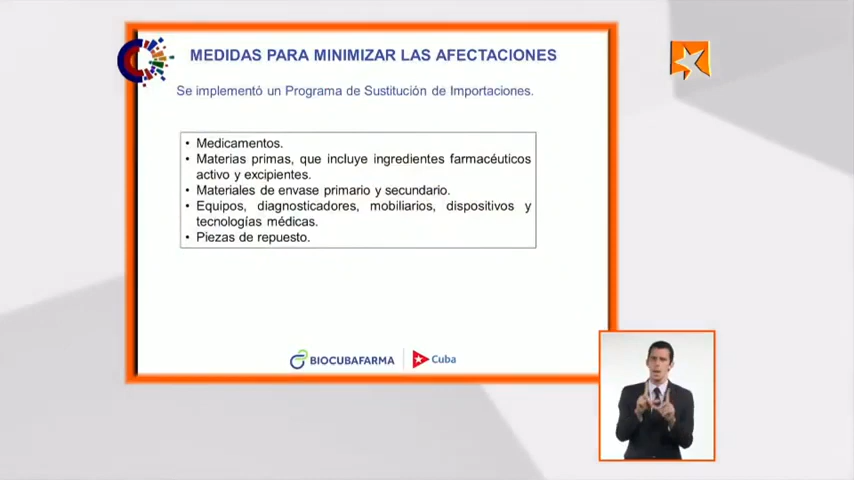 MEDIDAS PARA MINIMIZAR LAS AFECTACIONES
Se implementó un Programa de Sustitución de Importaciones.
• Medicamentos.
• Materias primas, que incluye ingredientes farmacéuticos
activo y excipientes.
• Materiales de envase primario y secundario.
• Equipos, diagnosticadores, mobiliarios, dispositivos y
tecnologías médicas.
• Piezas de repuesto.
BIOCUBAFARMA
Cuba